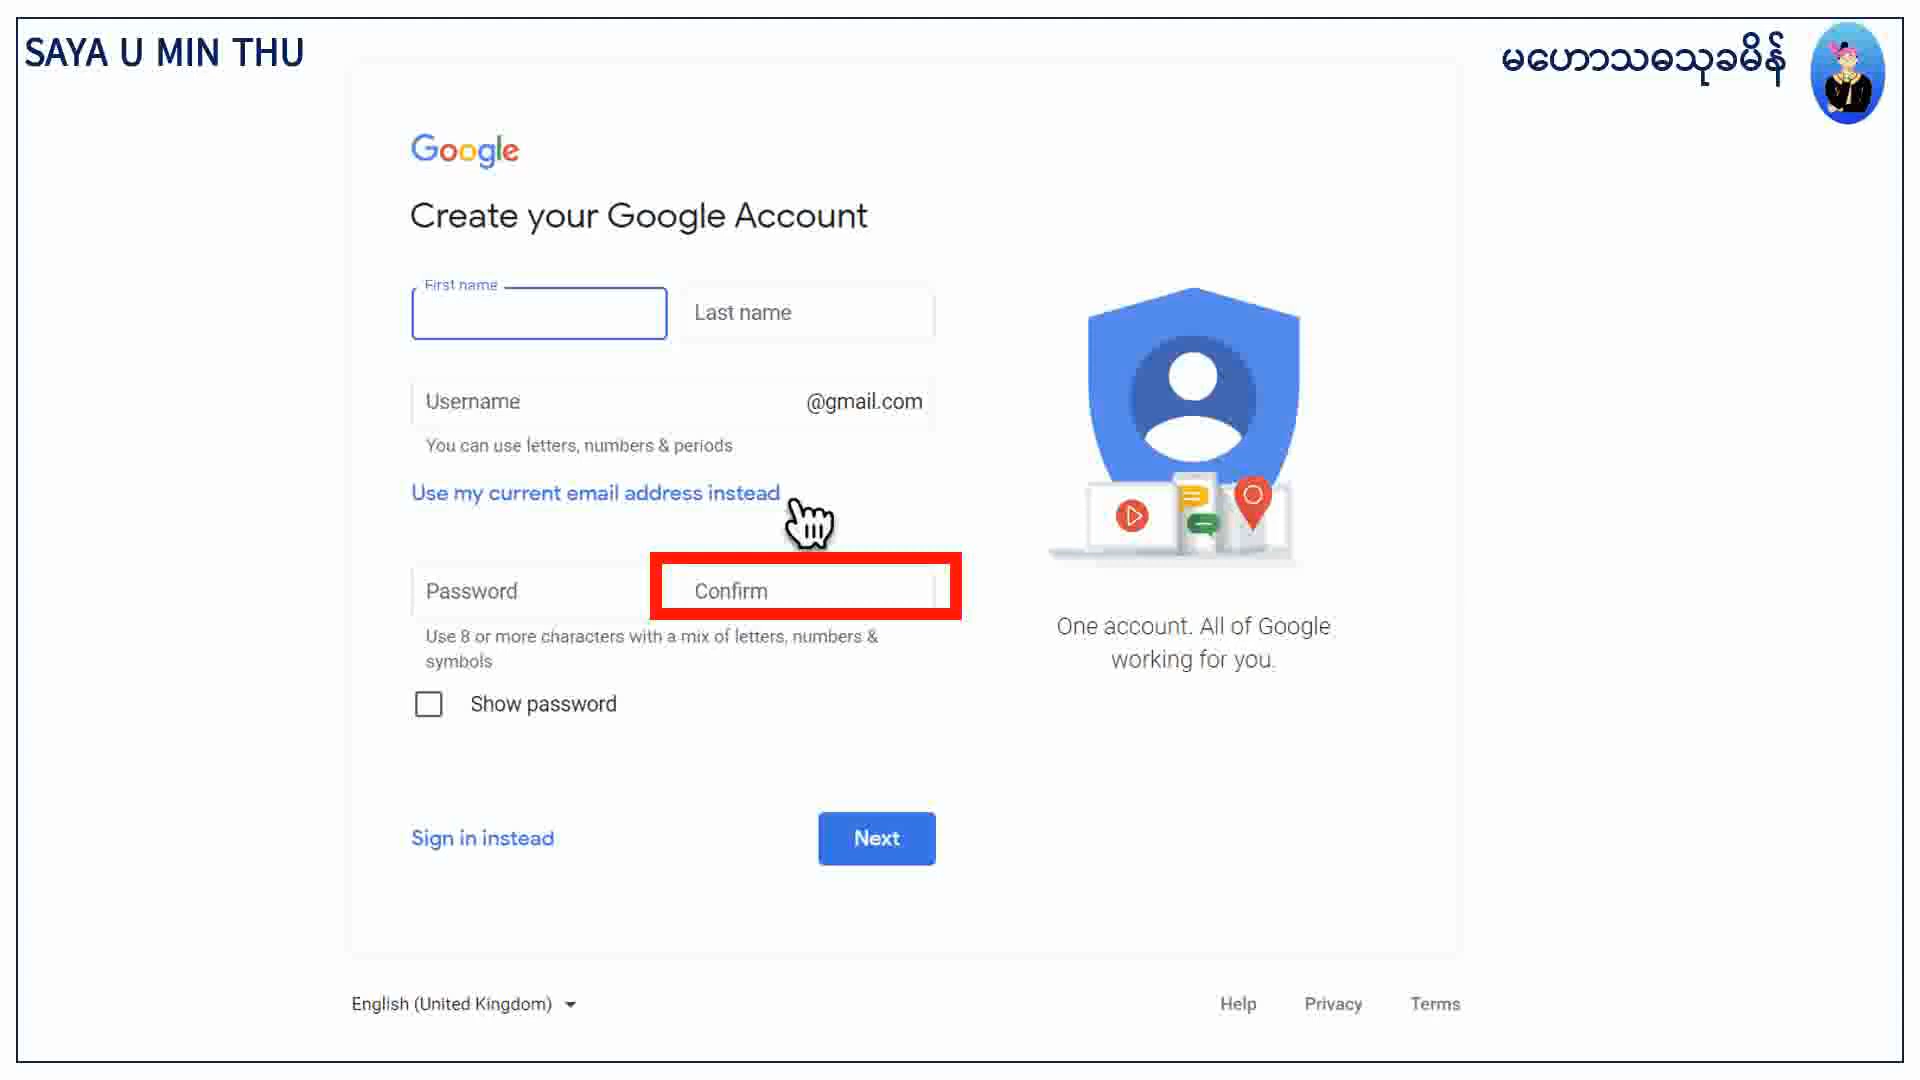 SAYA U MIN THU
မဟောသဓသုခမိန်
Google
Create your Google Account
First name
Last name
Username
@gmail.com
You can use letters, numbers & periods
Use my current email address instead
Password
Confirm
Use 8 or more characters with a mix of letters, numbers &
symbols
Show password
Sign in instead
Next
One account. All of Google
working for you.
English (United Kingdom)
Help
Privacy
Terms